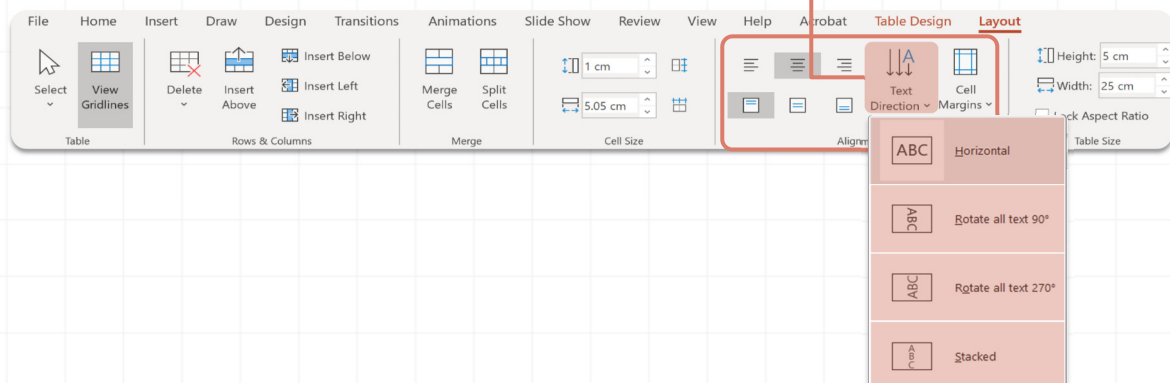 File Home Insert Draw Design Transitions Animations Slide Show Review View Help Acrobat Table Design Layout
Select
View Gridlines
Table
Delete
Insert Above
Insert Below
Insert Left
Insert Right
Rows & Columns
Merge Cells
Split Cells
Merge
1 cm
5.05 cm
Cell Size
Text Direction
Cell Margins
Height: 5 cm
Width: 25 cm
Aspect Ratio
Table Size
ABC Horizontal
ABC Rotate all text 90°
ABC Rotate all text 270°
ABC Stacked